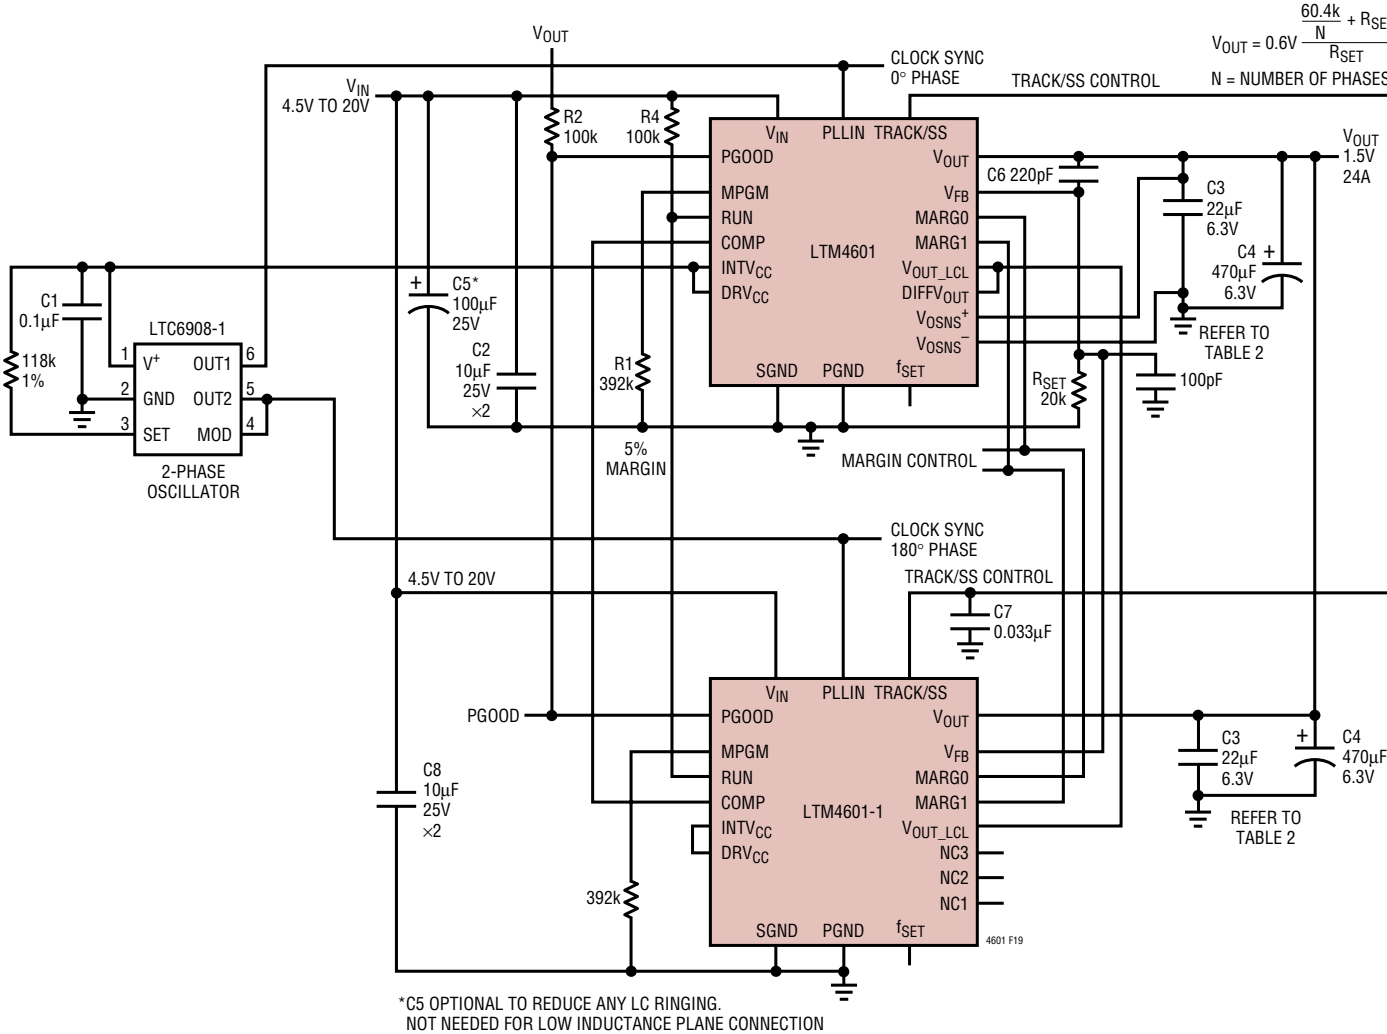 V_OUT = 0.6V (60.4k / N + R_SE) / R_SET
N = NUMBER OF PHASES
V_OUT
V_IN
4.5V TO 20V
CLOCK SYNC
0° PHASE
TRACK/SS CONTROL
R2
100k
R4
100k
V_IN
PLLIN
TRACK/SS
PGOOD
MPGM
RUN
COMP
INTV_CC
DRV_CC
LTM4601
V_OUT
V_FB
MARG0
MARG1
V_OUT_LCL
DIFFV_OUT
V_OSNS+
V_OSNS–
SGND
PGND
f_SET
C6 220pF
V_OUT
1.5V
24A
C3
22µF
6.3V
C4
+
470µF
6.3V
REFER TO
TABLE 2
R_SET
20k
100pF
C1
0.1µF
118k
1%
LTC6908-1
1
V+
OUT1
6
2
GND
OUT2
5
3
SET
MOD
4
2-PHASE
OSCILLATOR
+
C5*
100µF
25V
C2
10µF
25V
×2
R1
392k
5%
MARGIN
MARGIN CONTROL
CLOCK SYNC
180° PHASE
4.5V TO 20V
TRACK/SS CONTROL
C7
0.033µF
V_IN
PLLIN
TRACK/SS
PGOOD
PGOOD
MPGM
RUN
COMP
INTV_CC
DRV_CC
LTM4601-1
V_OUT
V_FB
MARG0
MARG1
V_OUT_LCL
NC3
NC2
NC1
SGND
PGND
f_SET
C3
22µF
6.3V
+
C4
470µF
6.3V
REFER TO
TABLE 2
C8
10µF
25V
×2
392k
4601 F19
*C5 OPTIONAL TO REDUCE ANY LC RINGING.
NOT NEEDED FOR LOW INDUCTANCE PLANE CONNECTION